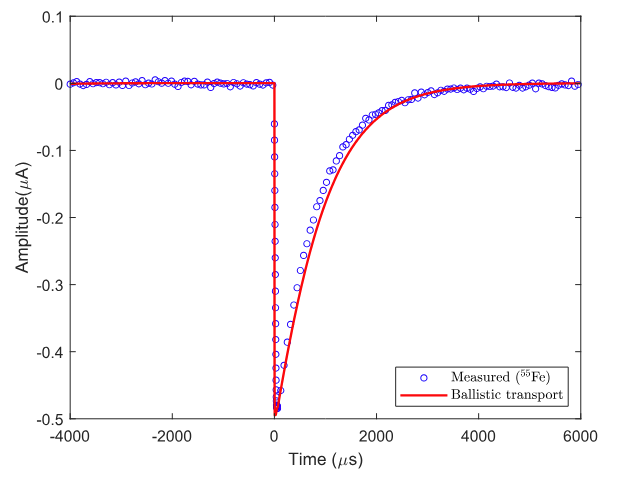 0.1
0
-0.1
-0.2
-0.3
-0.4
-0.5
Amplitude(μA)
-4000 -2000 0 2000 4000 6000
Time (μs)
Measured (⁵⁵Fe)
Ballistic transport